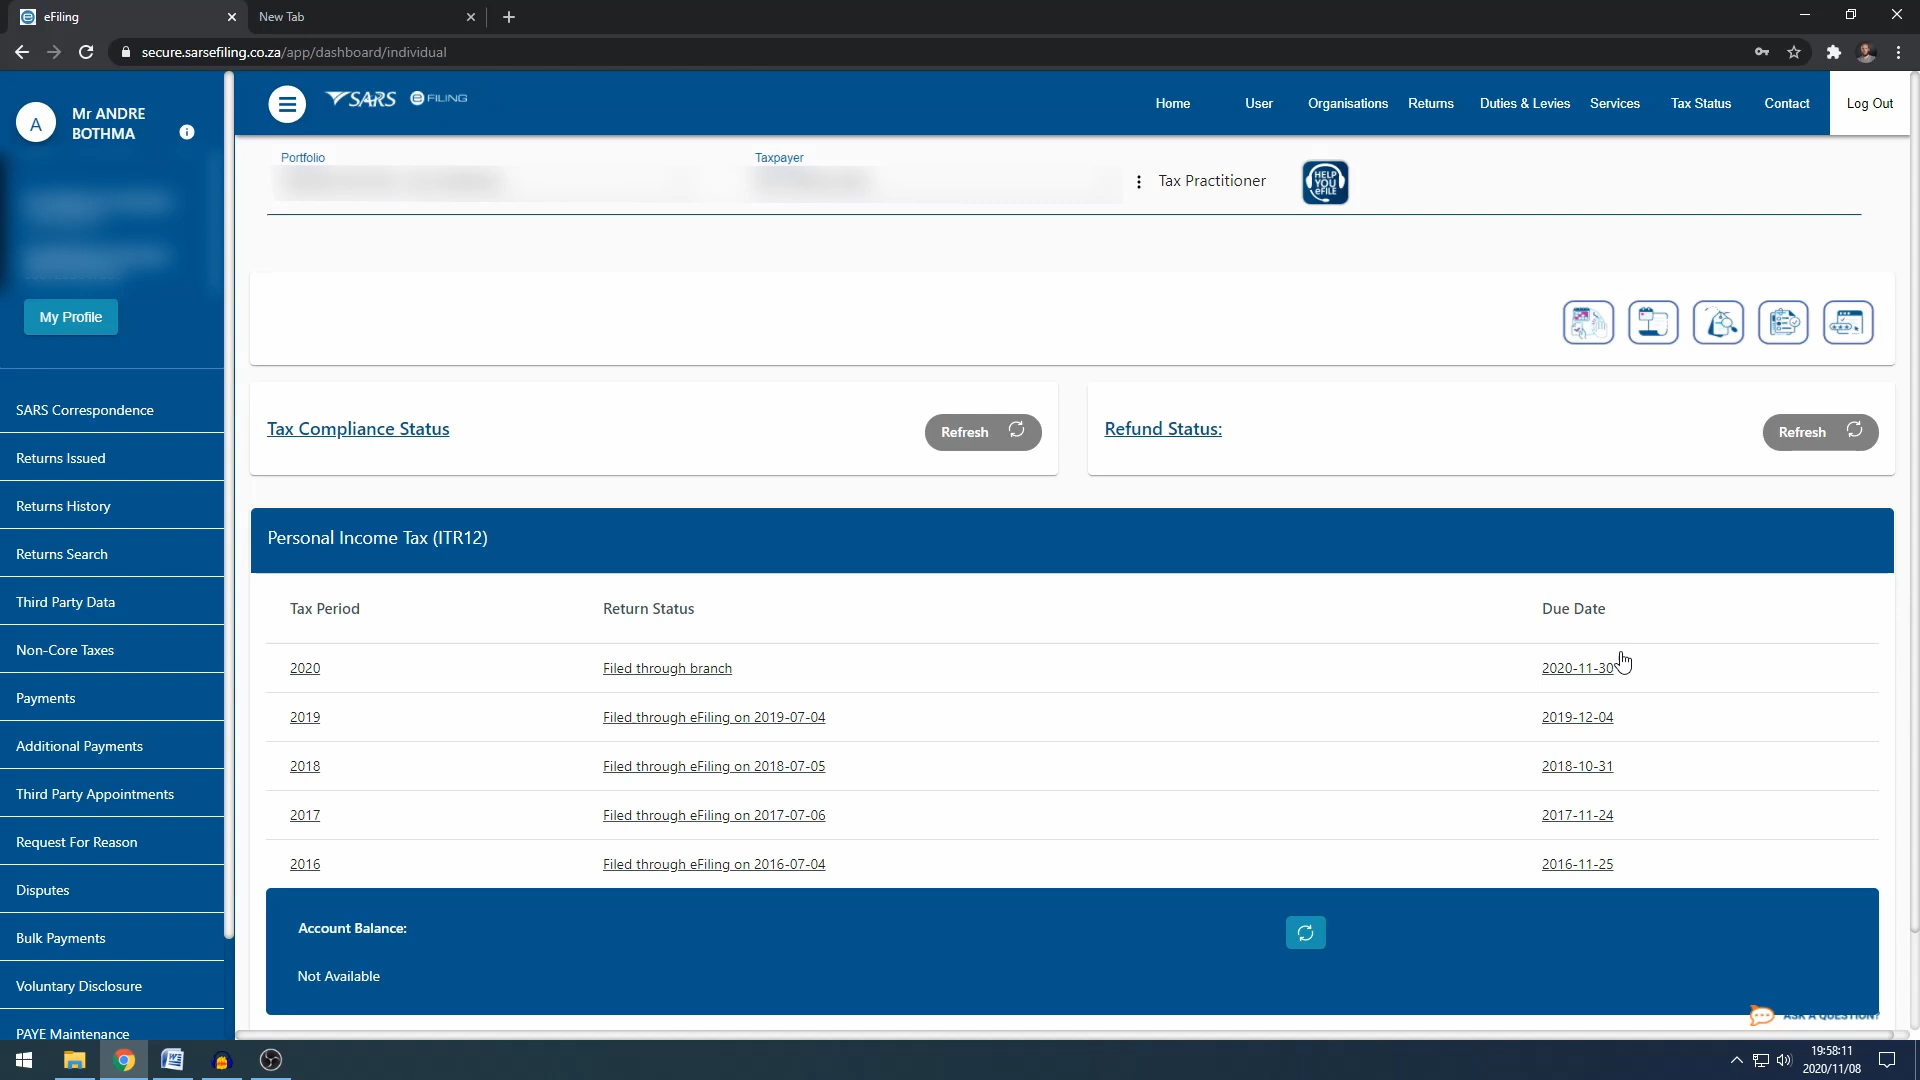 eFiling
New Tab
secure.sarsefiling.co.za/app/dashboard/individual
A
Mr ANDRE
BOTHMA
My Profile
SARS Correspondence
Returns Issued
Returns History
Returns Search
Third Party Data
Non-Core Taxes
Payments
Additional Payments
Third Party Appointments
Request For Reason
Disputes
Bulk Payments
Voluntary Disclosure
PAYE Maintenance
SARS eFILING
Home User Organisations Returns Duties & Levies Services Tax Status Contact Log Out
Portfolio
Taxpayer
Tax Practitioner
HELP
YOU
eFILE
Tax Compliance Status
Refresh
Refund Status:
Refresh
Personal Income Tax (ITR12)
Tax Period Return Status Due Date
2020 Filed through branch 2020-11-30
2019 Filed through eFiling on 2019-07-04 2019-12-04
2018 Filed through eFiling on 2018-07-05 2018-10-31
2017 Filed through eFiling on 2017-07-06 2017-11-24
2016 Filed through eFiling on 2016-07-04 2016-11-25
Account Balance:
Not Available
ASK A QUESTION?
19:58:11
2020/11/08